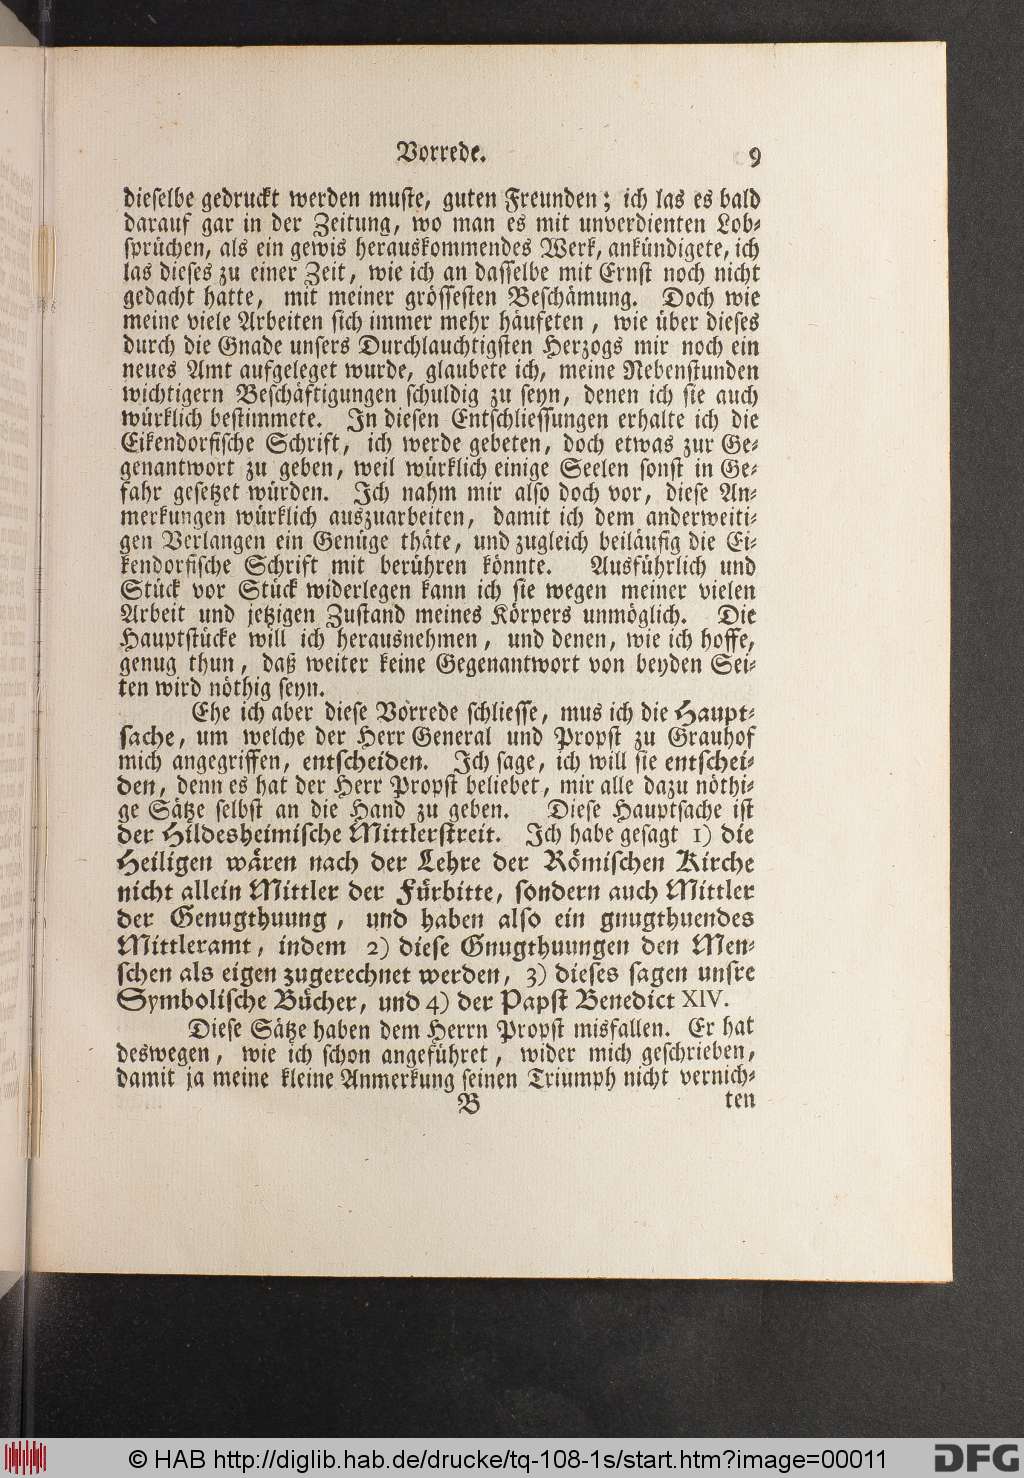 Vorrede. 9
dieselbe gedruckt werden muste, guten Freunden; ich las es bald
darauf gar in der Zeitung, wo man es mit unverdienten Lob-
sprüchen, als ein gewis herauskommendes Werk, ankündigete, ich
las dieses zu einer Zeit, wie ich an dasselbe mit Ernst noch nicht
gedacht hatte, mit meiner grössesten Beschämung. Doch wie
meine viele Arbeiten sich immer mehr häufeten, wie über dieses
durch die Gnade unsers Durchlauchtigsten Herzogs mir noch ein
neues Amt aufgeleget wurde, glaubete ich, meine Nebenstunden
wichtigern Beschäftigungen schuldig zu seyn, denen ich sie auch
würklich bestimmete. In diesen Entschliessungen erhalte ich die
Eikendorfische Schrift, ich werde gebeten, doch etwas zur Ge-
genantwort zu geben, weil würklich einige Seelen sonst in Ge-
fahr gesetzet würden. Ich nahm mir also doch vor, diese An-
merkungen würklich auszuarbeiten, damit ich dem anderweiti-
gen Verlangen ein Genüge thäte, und zugleich beiläufig die Ei-
kendorfische Schrift mit berühren könnte. Ausführlich und
Stück vor Stück widerlegen kann ich sie wegen meiner vielen
Arbeit und jetzigen Zustand meines Körpers unmöglich. Die
Hauptstücke will ich herausnehmen, und denen, wie ich hoffe,
genug thun, daß weiter keine Gegenantwort von beyden Sei-
ten wird nöthig seyn.
Ehe ich aber diese Vorrede schliesse, mus ich die Haupt-
sache, um welche der Herr General und Propst zu Grauhof
mich angegriffen, entscheiden. Ich sage, ich will sie entschei-
den, denn es hat der Herr Propst beliebet, mir alle dazu nöthi-
ge Sätze selbst an die Hand zu geben. Diese Hauptsache ist
der Hildesheimische Mittlerstreit. Ich habe gesagt 1) die
Heiligen wären nach der Lehre der Römischen Kirche
nicht allein Mittler der Fürbitte, sondern auch Mittler
der Genugthuung, und haben also ein gnugthuendes
Mittleramt, indem 2) diese Gnugthuungen den Men-
schen als eigen zugerechnet werden, 3) dieses sagen unsre
Symbolische Bücher, und 4) der Papst Benedict XIV.
Diese Sätze haben dem Herrn Propst misfallen. Er hat
deswegen, wie ich schon angeführet, wider mich geschrieben,
damit ja meine kleine Anmerkung seinen Triumph nicht vernich-
B ten
© HAB http://diglib.hab.de/drucke/tq-108-1s/start.htm?image=00011 DFG